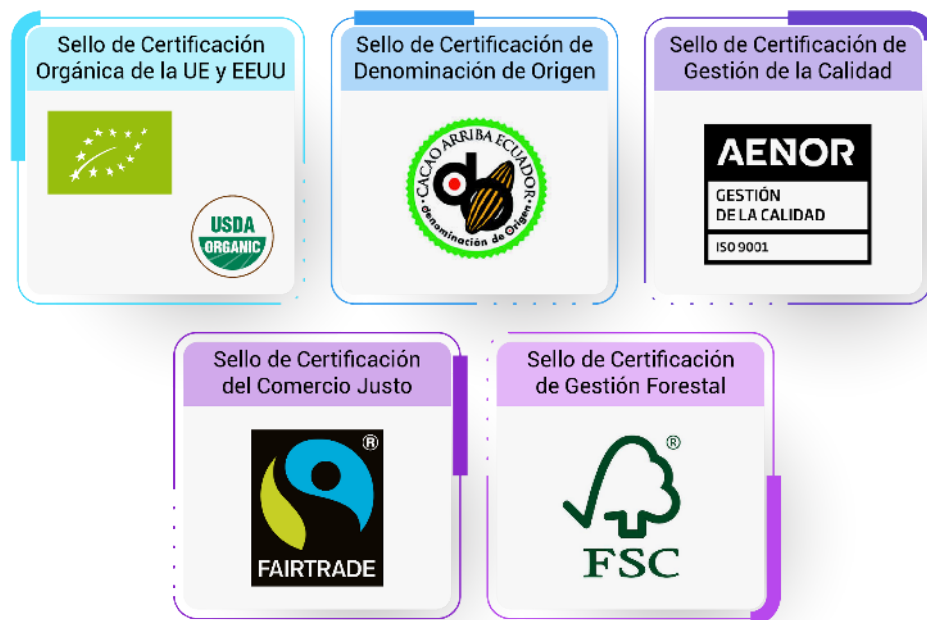 Sello de Certificación
Orgánica de la UE y EEUU
USDA
ORGANIC
Sello de Certificación de
Denominación de Origen
CACAO ARRIBA ECUADOR
• denominación de Origen •
Sello de Certificación de
Gestión de la Calidad
AENOR
GESTIÓN
DE LA CALIDAD
ISO 9001
Sello de Certificación
del Comercio Justo
®
FAIRTRADE
Sello de Certificación
de Gestión Forestal
®
FSC